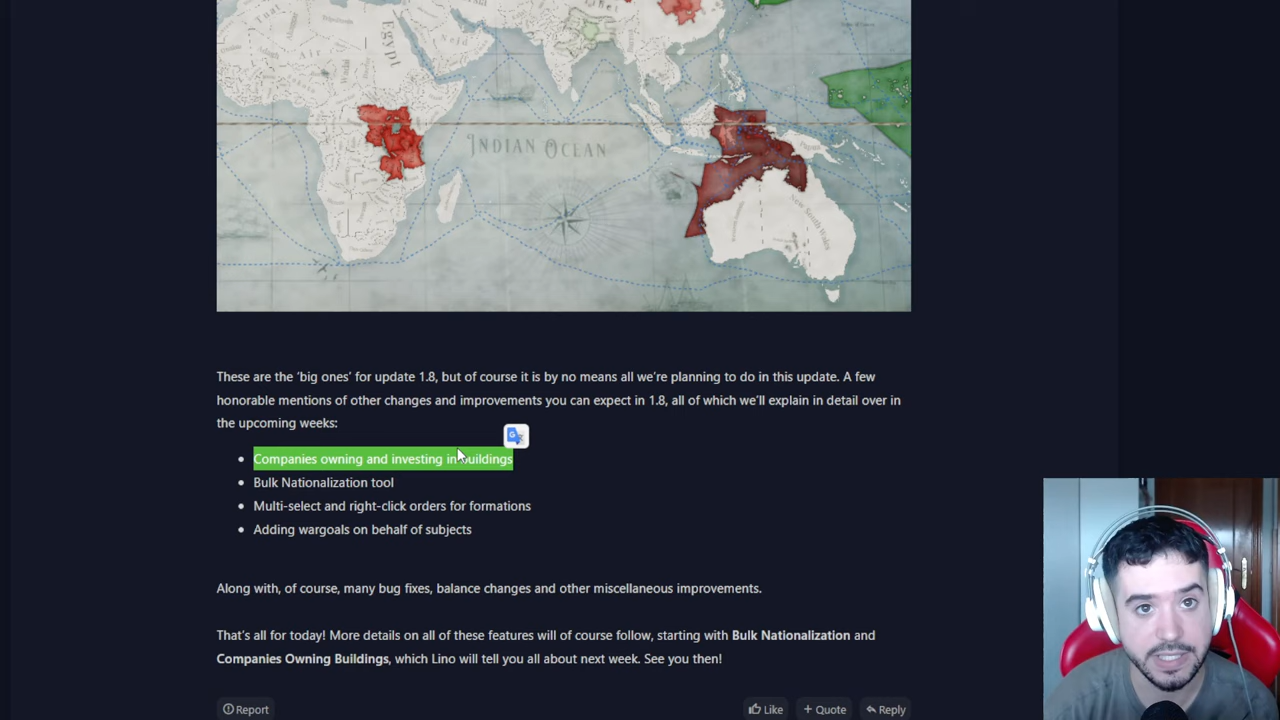 Egypt
Nejd
Tibet
INDIAN OCEAN
New South Wales
These are the 'big ones' for update 1.8, but of course it is by no means all we're planning to do in this update. A few
honorable mentions of other changes and improvements you can expect in 1.8, all of which we'll explain in detail over in
the upcoming weeks:
• Companies owning and investing in buildings
• Bulk Nationalization tool
• Multi-select and right-click orders for formations
• Adding wargoals on behalf of subjects
Along with, of course, many bug fixes, balance changes and other miscellaneous improvements.
That's all for today! More details on all of these features will of course follow, starting with Bulk Nationalization and
Companies Owning Buildings, which Lino will tell you all about next week. See you then!
Report Like + Quote Reply